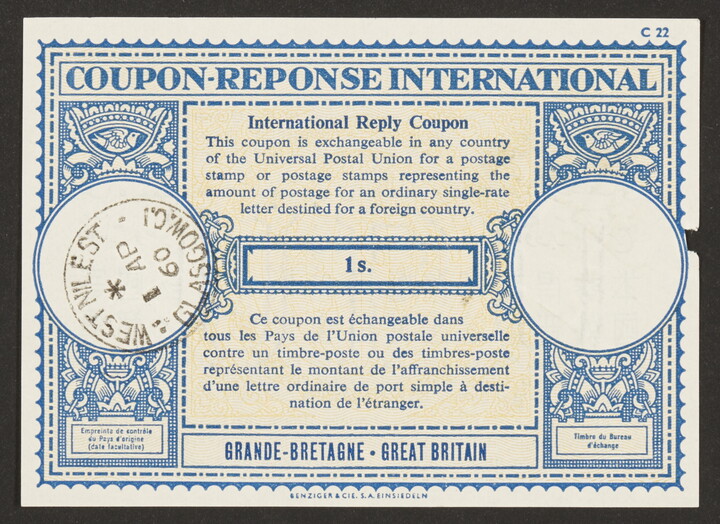 C 22
COUPON-REPONSE INTERNATIONAL
International Reply Coupon
This coupon is exchangeable in any country
of the Universal Postal Union for a postage
stamp or postage stamps representing the
amount of postage for an ordinary single-rate
letter destined for a foreign country.
1 s.
WEST NILE ST. - GLASGOW.C.1
*
1
AP
60
Ce coupon est échangeable dans
tous les Pays de l'Union postale universelle
contre un timbre-poste ou des timbres-poste
représentant le montant de l'affranchissement
d'une lettre ordinaire de port simple à desti-
nation de l'étranger.
Empreinte de contrôle
du Pays d'origine
(date facultative)
Timbre du Bureau
d'échange
GRANDE-BRETAGNE • GREAT BRITAIN
BENZIGER & CIE. S.A. EINSIEDELN